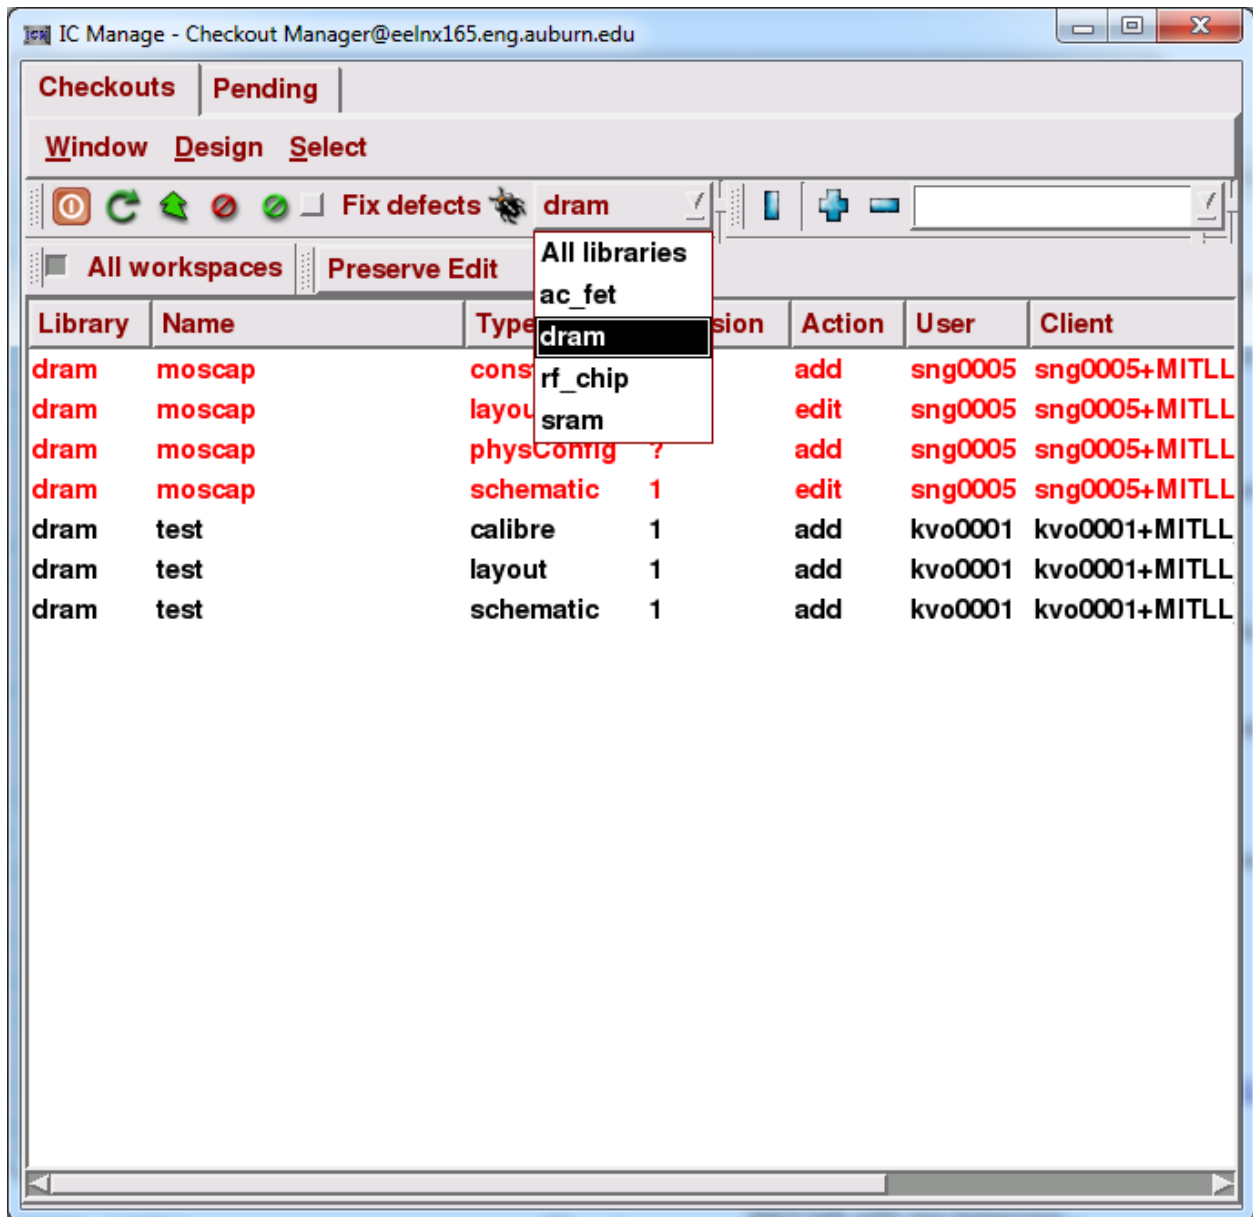 IC Manage - Checkout Manager@eelnx165.eng.auburn.edu
Checkouts Pending
Window Design Select
Fix defects dram
All workspaces Preserve Edit
All libraries
ac_fet
dram
rf_chip
sram
Library Name Type sion Action User Client
dram moscap cons add sng0005 sng0005+MITLL
dram moscap layou edit sng0005 sng0005+MITLL
dram moscap physConfig ? add sng0005 sng0005+MITLL
dram moscap schematic 1 edit sng0005 sng0005+MITLL
dram test calibre 1 add kvo0001 kvo0001+MITLL
dram test layout 1 add kvo0001 kvo0001+MITLL
dram test schematic 1 add kvo0001 kvo0001+MITLL